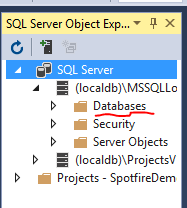 SQL Server Object Exp...
SQL Server
(localdb)\MSSQLLo
Databases
Security
Server Objects
(localdb)\ProjectsV
Projects - SpotfireDem